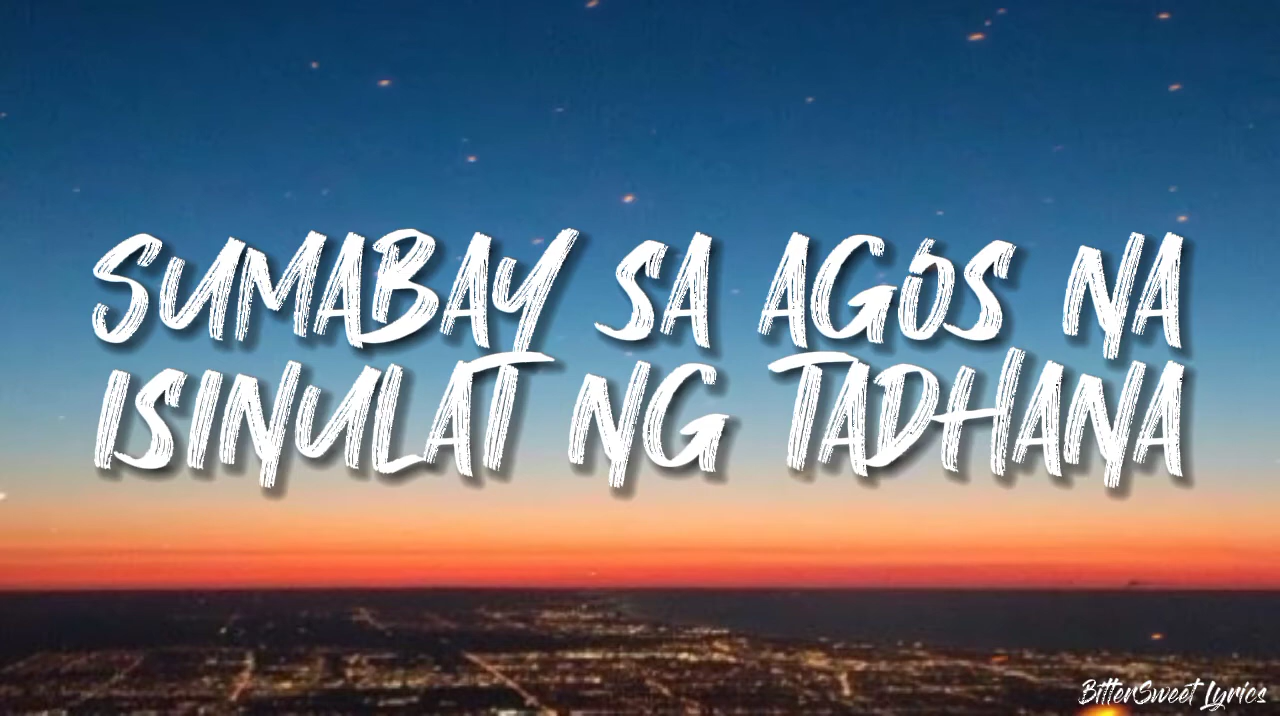 SUMABAY SA AGOS NA
ISINULAT NG TADHANA
BitterSweet Lyrics